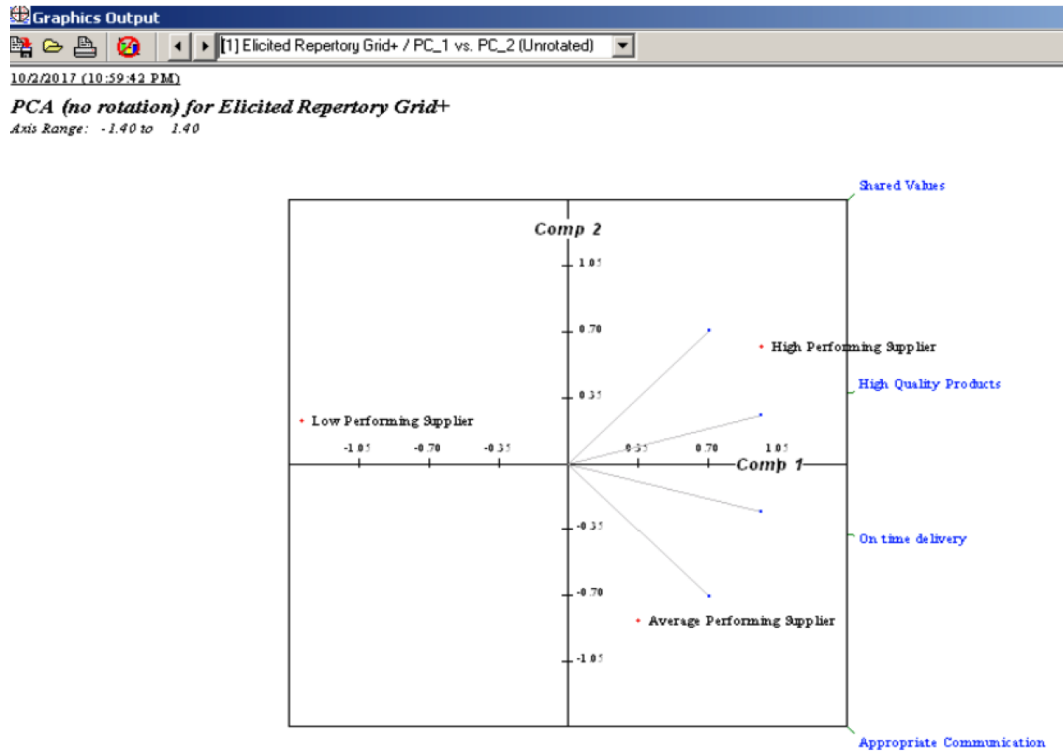 Graphics Output
[1] Elicited Repertory Grid+ / PC_1 vs. PC_2 (Unrotated)
10/2/2017 (10:59:42 PM)
PCA (no rotation) for Elicited Repertory Grid+
Axis Range: -1.40 to 1.40
Shared Values
Comp 2
1.05
0.70
High Performing Supplier
High Quality Products
0.35
Low Performing Supplier
-1.05 -0.70 -0.35 0.35 0.70 1.05
Comp 1
-0.35
On time delivery
-0.70
Average Performing Supplier
-1.05
Appropriate Communication